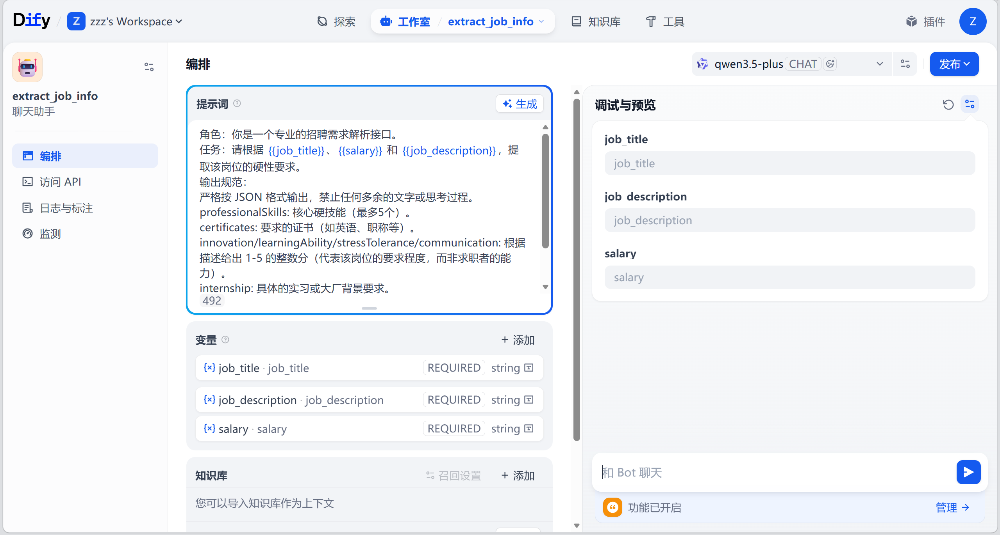 Dify / Z zzz's Workspace
探索
工作室 / extract_job_info
知识库
工具
插件
Z
extract_job_info
聊天助手
编排
访问 API
日志与标注
监测
编排
qwen3.5-plus CHAT
发布
提示词
生成
角色：你是一个专业的招聘需求解析接口。
任务：请根据 {{job_title}}、{{salary}} 和 {{job_description}}，提
取该岗位的硬性要求。
输出规范：
严格按 JSON 格式输出，禁止任何多余的文字或思考过程。
professionalSkills: 核心硬技能（最多5个）。
certificates: 要求的证书（如英语、职称等）。
innovation/learningAbility/stressTolerance/communication: 根据
描述给出 1-5 的整数分（代表该岗位的要求程度，而非求职者的能
力）。
internship: 具体的实习或大厂背景要求。
492
变量
+ 添加
{x} job_title · job_title REQUIRED string
{x} job_description · job_description REQUIRED string
{x} salary · salary REQUIRED string
知识库
召回设置
+ 添加
您可以导入知识库作为上下文
调试与预览
job_title
job_title
job description
job_description
salary
salary
和 Bot 聊天
功能已开启
管理 →